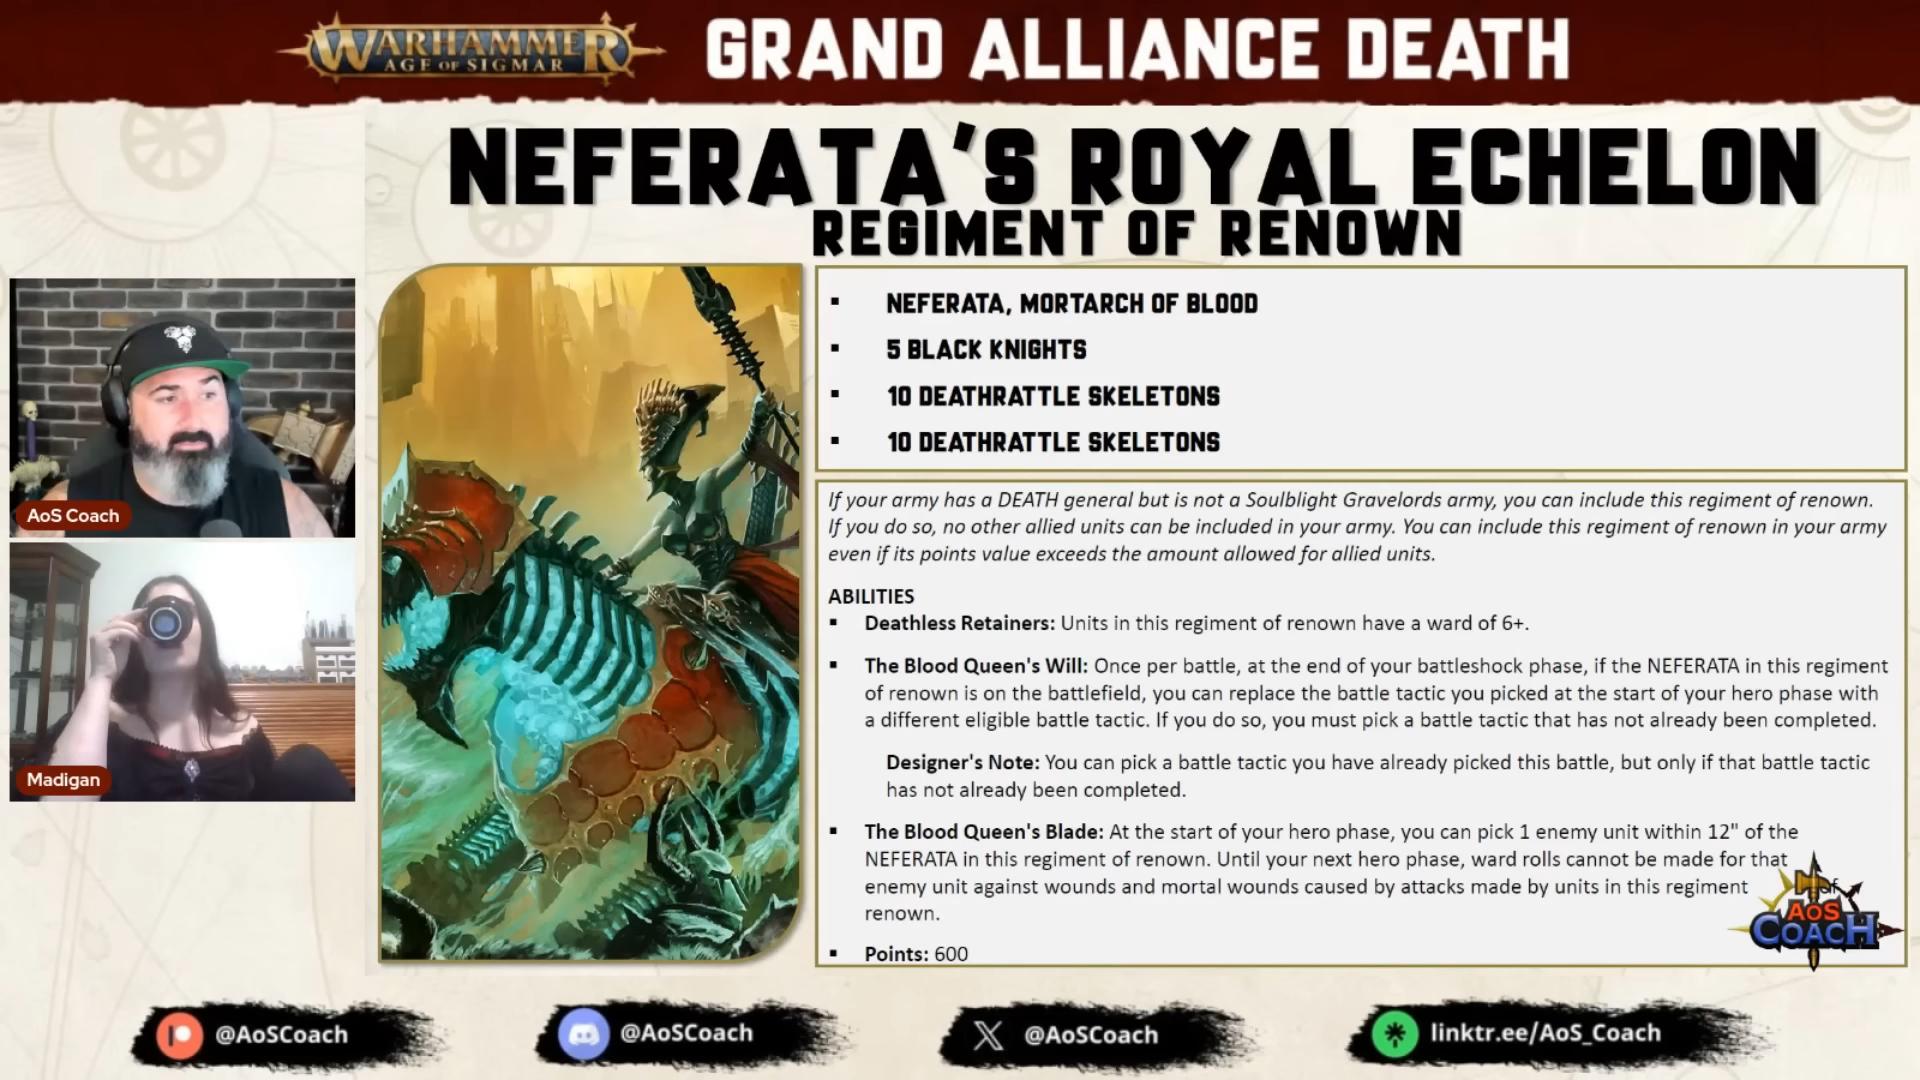 WARHAMMER
AGE OF SIGMAR
GRAND ALLIANCE DEATH
NEFERATA'S ROYAL ECHELON
REGIMENT OF RENOWN
▪ NEFERATA, MORTARCH OF BLOOD
▪ 5 BLACK KNIGHTS
▪ 10 DEATHRATTLE SKELETONS
▪ 10 DEATHRATTLE SKELETONS
If your army has a DEATH general but is not a Soulblight Gravelords army, you can include this regiment of renown.
If you do so, no other allied units can be included in your army. You can include this regiment of renown in your army
even if its points value exceeds the amount allowed for allied units.
ABILITIES
▪ Deathless Retainers: Units in this regiment of renown have a ward of 6+.
▪ The Blood Queen's Will: Once per battle, at the end of your battleshock phase, if the NEFERATA in this regiment
of renown is on the battlefield, you can replace the battle tactic you picked at the start of your hero phase with
a different eligible battle tactic. If you do so, you must pick a battle tactic that has not already been completed.
Designer's Note: You can pick a battle tactic you have already picked this battle, but only if that battle tactic
has not already been completed.
▪ The Blood Queen's Blade: At the start of your hero phase, you can pick 1 enemy unit within 12" of the
NEFERATA in this regiment of renown. Until your next hero phase, ward rolls cannot be made for that
enemy unit against wounds and mortal wounds caused by attacks made by units in this regiment of
renown.
▪ Points: 600
AoS Coach
Madigan
AoS
COACH
@AoSCoach
@AoSCoach
@AoSCoach
linktr.ee/AoS_Coach